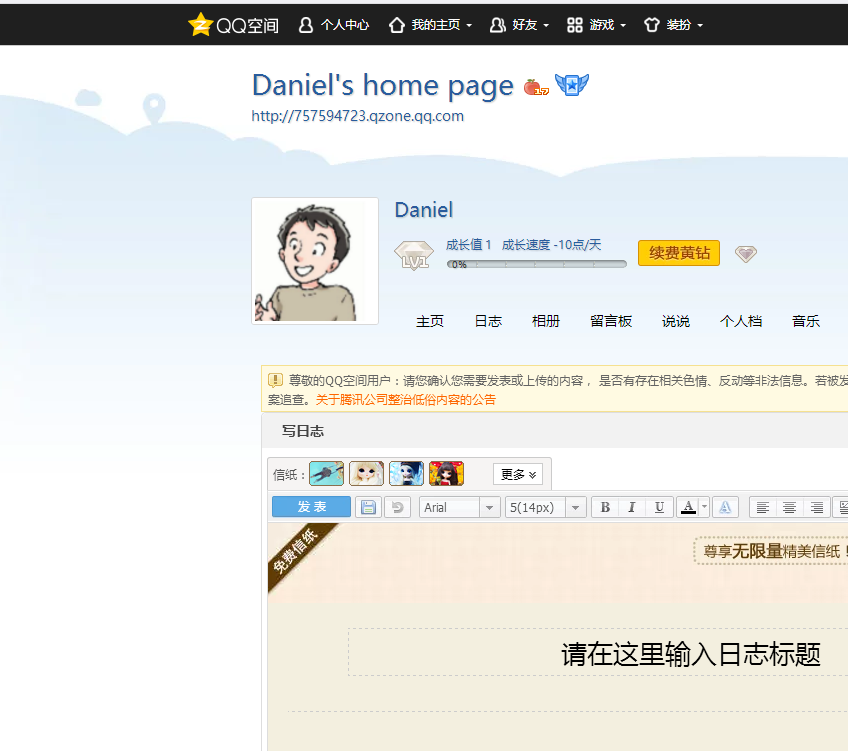 QQ空间 个人中心 我的主页 好友 游戏 装扮
Daniel's home page 17
http://757594723.qzone.qq.com
Daniel
LV1 成长值 1 成长速度 -10点/天 续费黄钻
0%
主页 日志 相册 留言板 说说 个人档 音乐
尊敬的QQ空间用户：请您确认您需要发表或上传的内容，是否有存在相关色情、反动等非法信息。若被发
案追查。关于腾讯公司整治低俗内容的公告
写日志
信纸： 更多
发表 Arial 5(14px) B I U A A
免费信纸
尊享无限量精美信纸！
请在这里输入日志标题